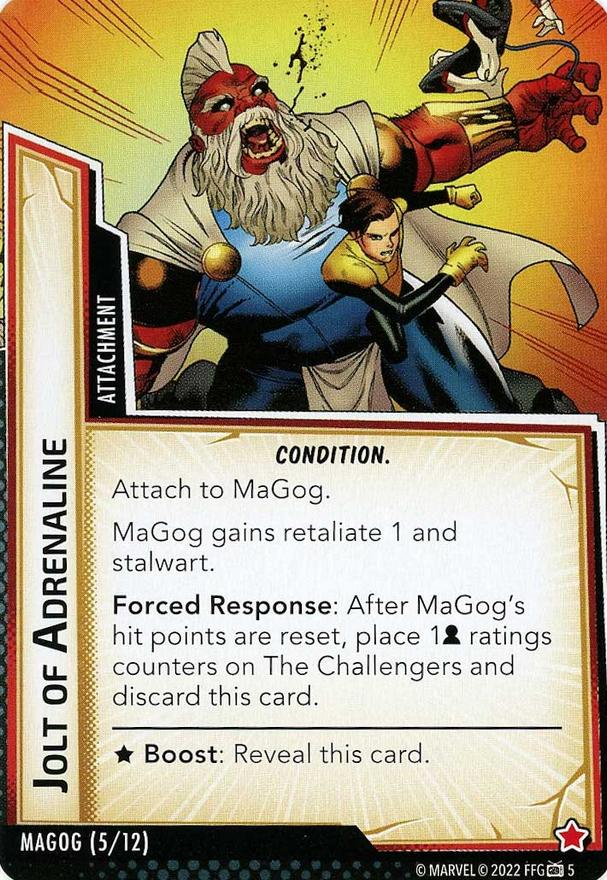 ATTACHMENT
JOLT OF ADRENALINE
CONDITION.
Attach to MaGog.
MaGog gains retaliate 1 and
stalwart.
Forced Response: After MaGog's
hit points are reset, place 1 ratings
counters on The Challengers and
discard this card.
★ Boost: Reveal this card.
MAGOG (5/12)
© MARVEL © 2022 FFG 5